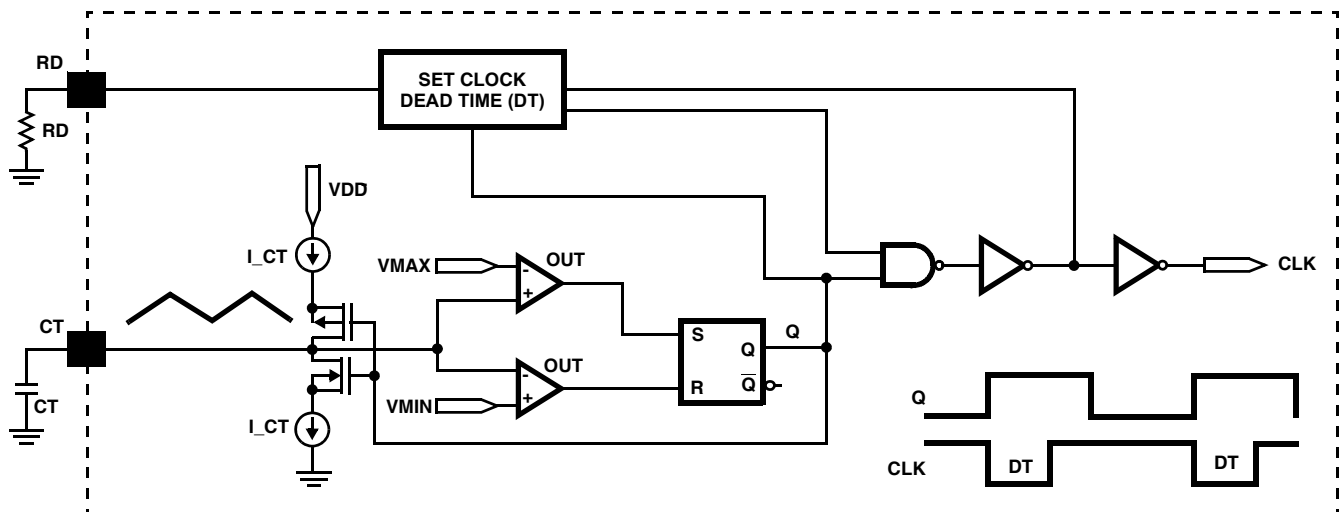 RD
SET CLOCK
DEAD TIME (DT)
RD
VDD
I_CT
VMAX
OUT
-
+
CLK
CT
S
Q
Q
OUT
-
+
R
Q
CT
VMIN
I_CT
Q
CLK
DT
DT